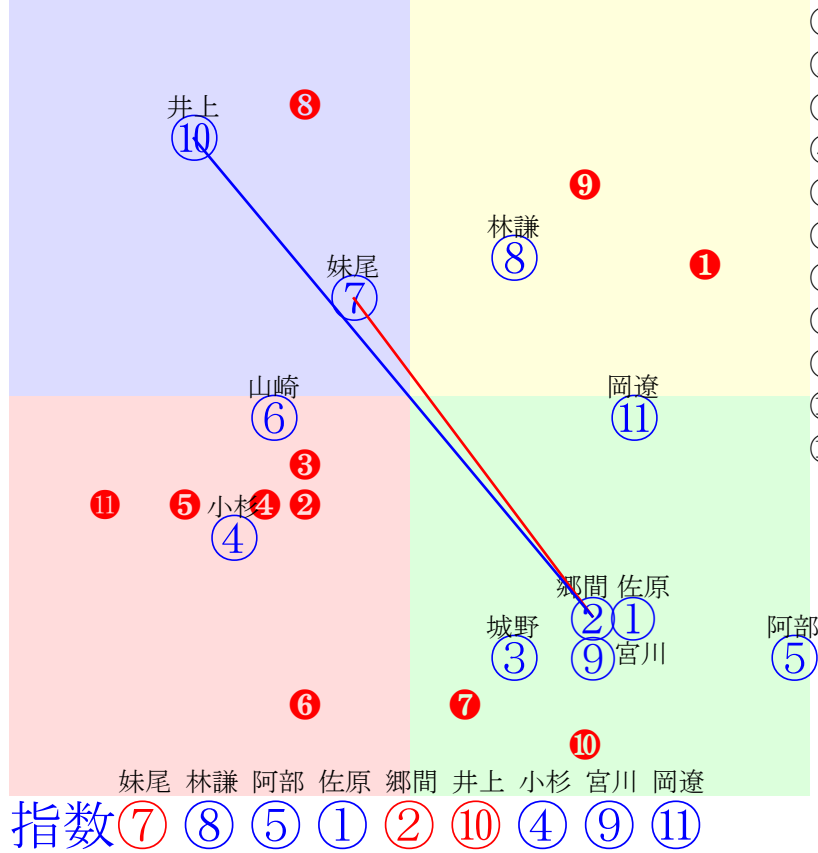 井上 ❽
⑩
❾
林謙
⑧ ❶
妹尾
⑦
山崎 岡遼
⑥ ⑪
❸
⓫ ❺ 小杉 ❹ ❷
④
郷間 佐原
② ①
城野 阿部
③ ⑨ 宮川 ⑤
❻ ❼
❿
妹尾 林謙 阿部 佐原 郷間 井上 小杉 宮川 岡遼
指数 ⑦ ⑧ ⑤ ① ② ⑩ ④ ⑨ ⑪